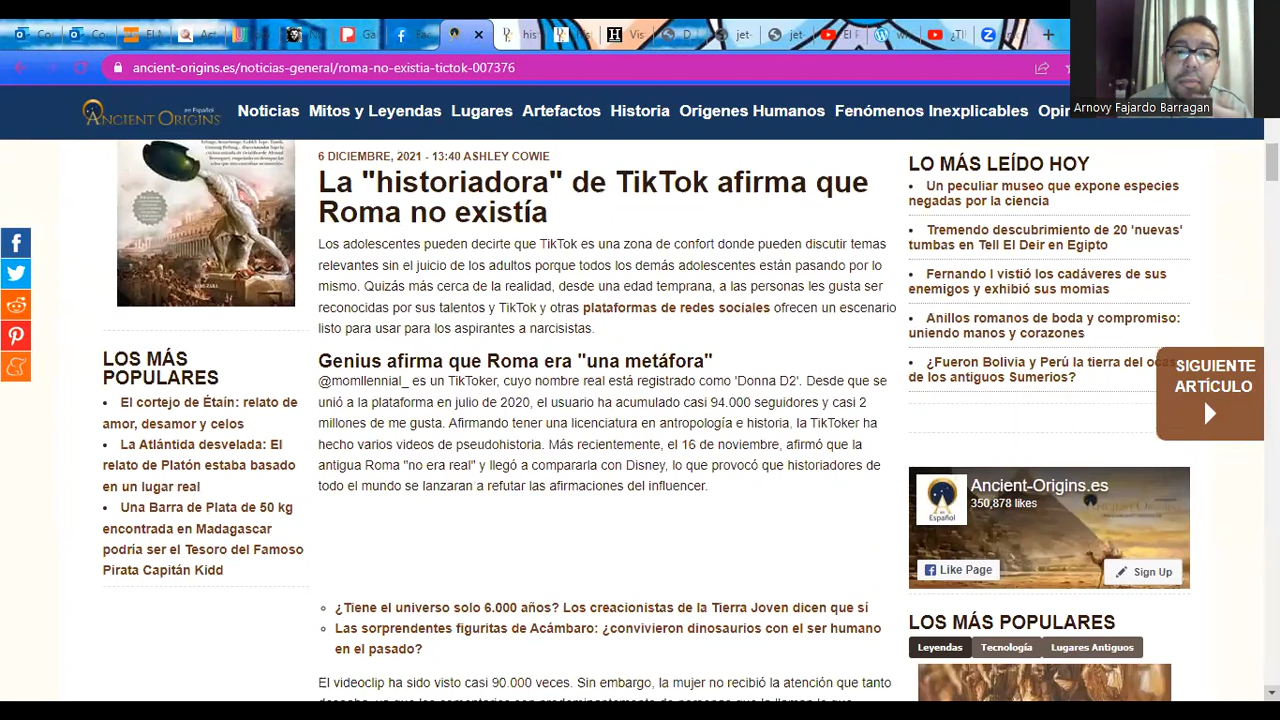 ancient-origins.es/noticias-general/roma-no-existia-tictok-007376
Arnovy Fajardo Barragan
en Español
ANCIENT ORIGINS
Noticias Mitos y Leyendas Lugares Artefactos Historia Origenes Humanos Fenómenos Inexplicables
6 DICIEMBRE, 2021 - 13:40 ASHLEY COWIE
La "historiadora" de TikTok afirma que
Roma no existía
Los adolescentes pueden decirte que TikTok es una zona de confort donde pueden discutir temas
relevantes sin el juicio de los adultos porque todos los demás adolescentes están pasando por lo
mismo. Quizás más cerca de la realidad, desde una edad temprana, a las personas les gusta ser
reconocidas por sus talentos y TikTok y otras plataformas de redes sociales ofrecen un escenario
listo para usar para los aspirantes a narcisistas.
Genius afirma que Roma era "una metáfora"
@momllennial_ es un TikToker, cuyo nombre real está registrado como 'Donna D2'. Desde que se
unió a la plataforma en julio de 2020, el usuario ha acumulado casi 94.000 seguidores y casi 2
millones de me gusta. Afirmando tener una licenciatura en antropología e historia, la TikToker ha
hecho varios videos de pseudohistoria. Más recientemente, el 16 de noviembre, afirmó que la
antigua Roma "no era real" y llegó a compararla con Disney, lo que provocó que historiadores de
todo el mundo se lanzaran a refutar las afirmaciones del influencer.
◦ ¿Tiene el universo solo 6.000 años? Los creacionistas de la Tierra Joven dicen que sí
◦ Las sorprendentes figuritas de Acámbaro: ¿convivieron dinosaurios con el ser humano
en el pasado?
El videoclip ha sido visto casi 90.000 veces. Sin embargo, la mujer no recibió la atención que tanto
LOS MÁS
POPULARES
• El cortejo de Étaín: relato de
amor, desamor y celos
• La Atlántida desvelada: El
relato de Platón estaba basado
en un lugar real
• Una Barra de Plata de 50 kg
encontrada en Madagascar
podría ser el Tesoro del Famoso
Pirata Capitán Kidd
LO MÁS LEÍDO HOY
• Un peculiar museo que expone especies
negadas por la ciencia
• Tremendo descubrimiento de 20 'nuevas'
tumbas en Tell El Deir en Egipto
• Fernando I vistió los cadáveres de sus
enemigos y exhibió sus momias
• Anillos romanos de boda y compromiso:
uniendo manos y corazones
• ¿Fueron Bolivia y Perú la tierra del
de los antiguos Sumerios?
SIGUIENTE
ARTÍCULO
Ancient-Origins.es
350,878 likes
Español
Like Page
Sign Up
LOS MÁS POPULARES
Leyendas Tecnología Lugares Antiguos